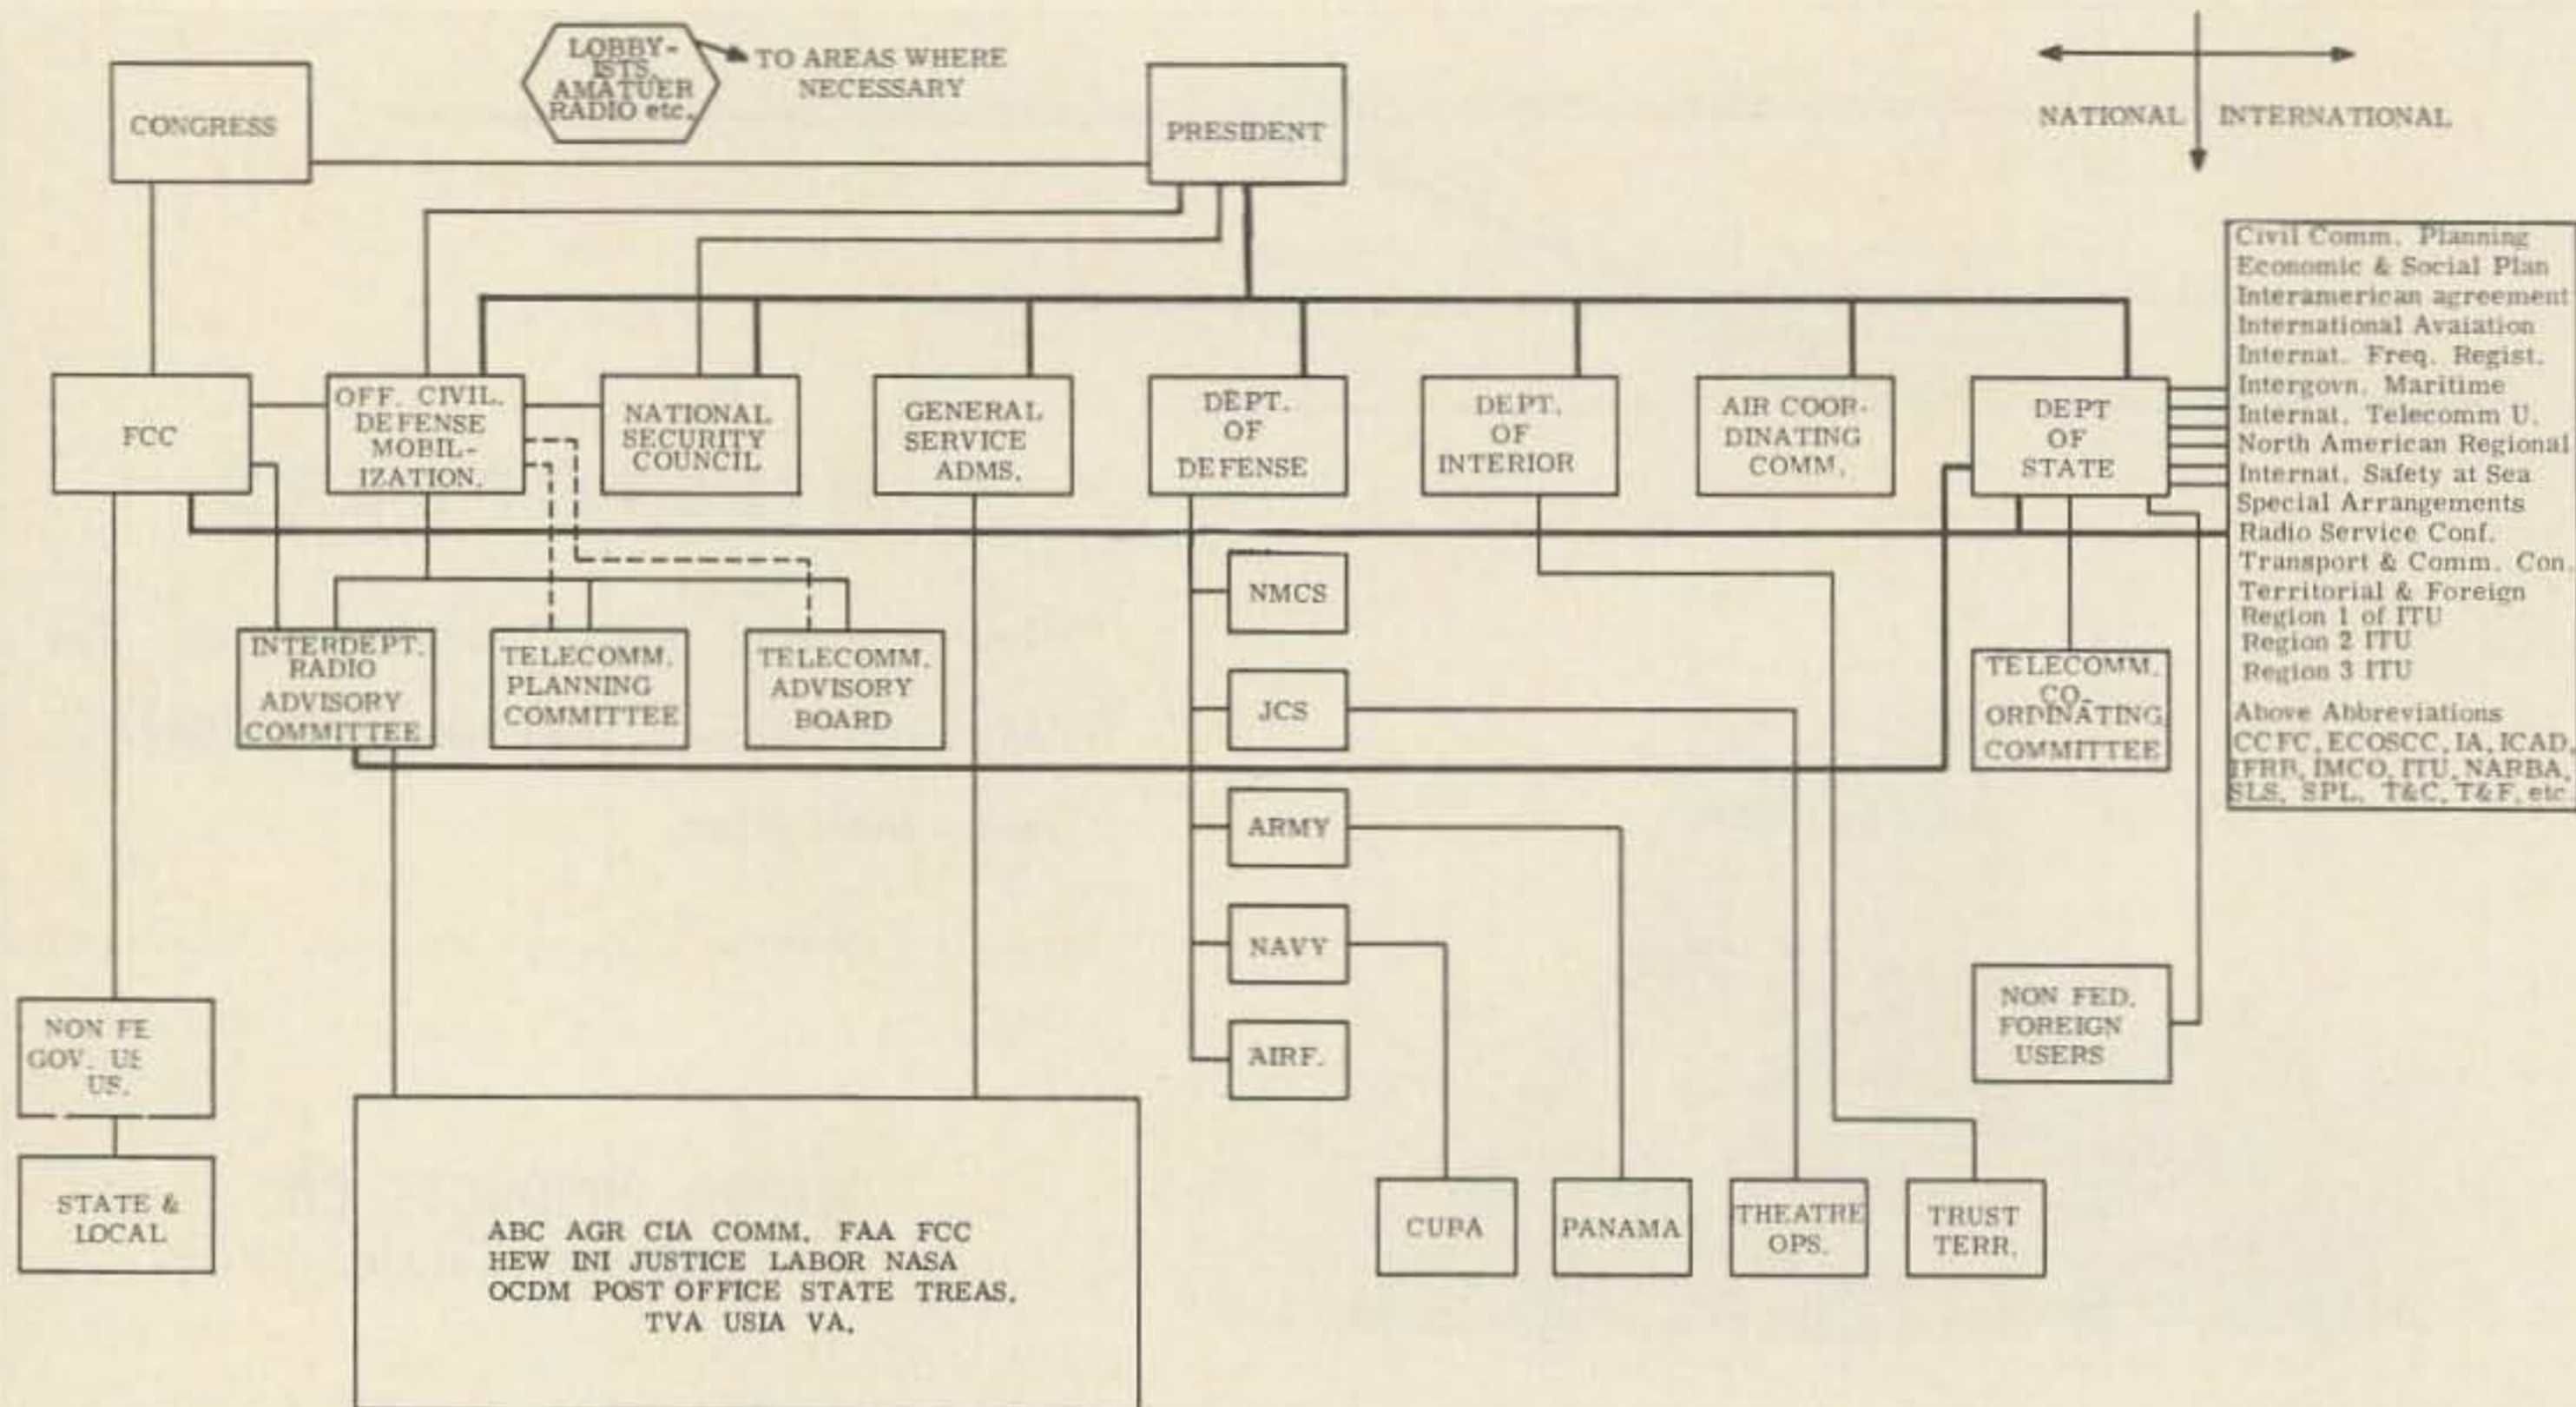 LOBBY-
ISTS,
AMATUER
RADIO etc.
TO AREAS WHERE
NECESSARY
CONGRESS
PRESIDENT
NATIONAL
INTERNATIONAL
FCC
OFF. CIVIL.
DEFENSE
MOBIL-
IZATION.
NATIONAL
SECURITY
COUNCIL
GENERAL
SERVICE
ADMS.
DEPT.
OF
DEFENSE
DEPT.
OF
INTERIOR
AIR COOR-
DINATING
COMM.
DEPT
OF
STATE
Civil Comm. Planning
Economic & Social Plan
Interamerican agreement
International Avaiation
Internat. Freq. Regist.
Intergovn. Maritime
Internat. Telecomm U.
North American Regional
Internat. Safety at Sea
Special Arrangements
Radio Service Conf.
Transport & Comm. Con.
Territorial & Foreign
Region 1 of ITU
Region 2 ITU
Region 3 ITU
Above Abbreviations
CCFC, ECOSCC, IA, ICAD,
IFRB, IMCO, ITU, NARBA,
SLS, SPL, T&C, T&F, etc.
INTERDEPT.
RADIO
ADVISORY
COMMITTEE
TELECOMM.
PLANNING
COMMITTEE
TELECOMM.
ADVISORY
BOARD
NMCS
JCS
ARMY
NAVY
AIRF.
TELECOMM.
CO-
ORDINATING
COMMITTEE
NON FE
GOV. US
US.
STATE &
LOCAL
NON FED.
FOREIGN
USERS
ABC AGR CIA COMM. FAA FCC
HEW INI JUSTICE LABOR NASA
OCDM POST OFFICE STATE TREAS.
TVA USIA VA.
CUBA
PANAMA
THEATRE
OPS.
TRUST
TERR.